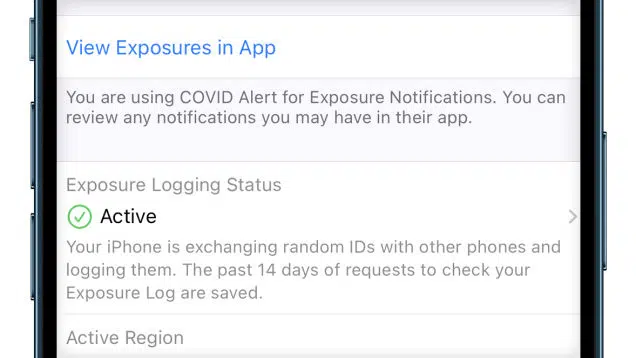 View Exposures in App
You are using COVID Alert for Exposure Notifications. You can
review any notifications you may have in their app.
Exposure Logging Status
Active
Your iPhone is exchanging random IDs with other phones and
logging them. The past 14 days of requests to check your
Exposure Log are saved.
Active Region